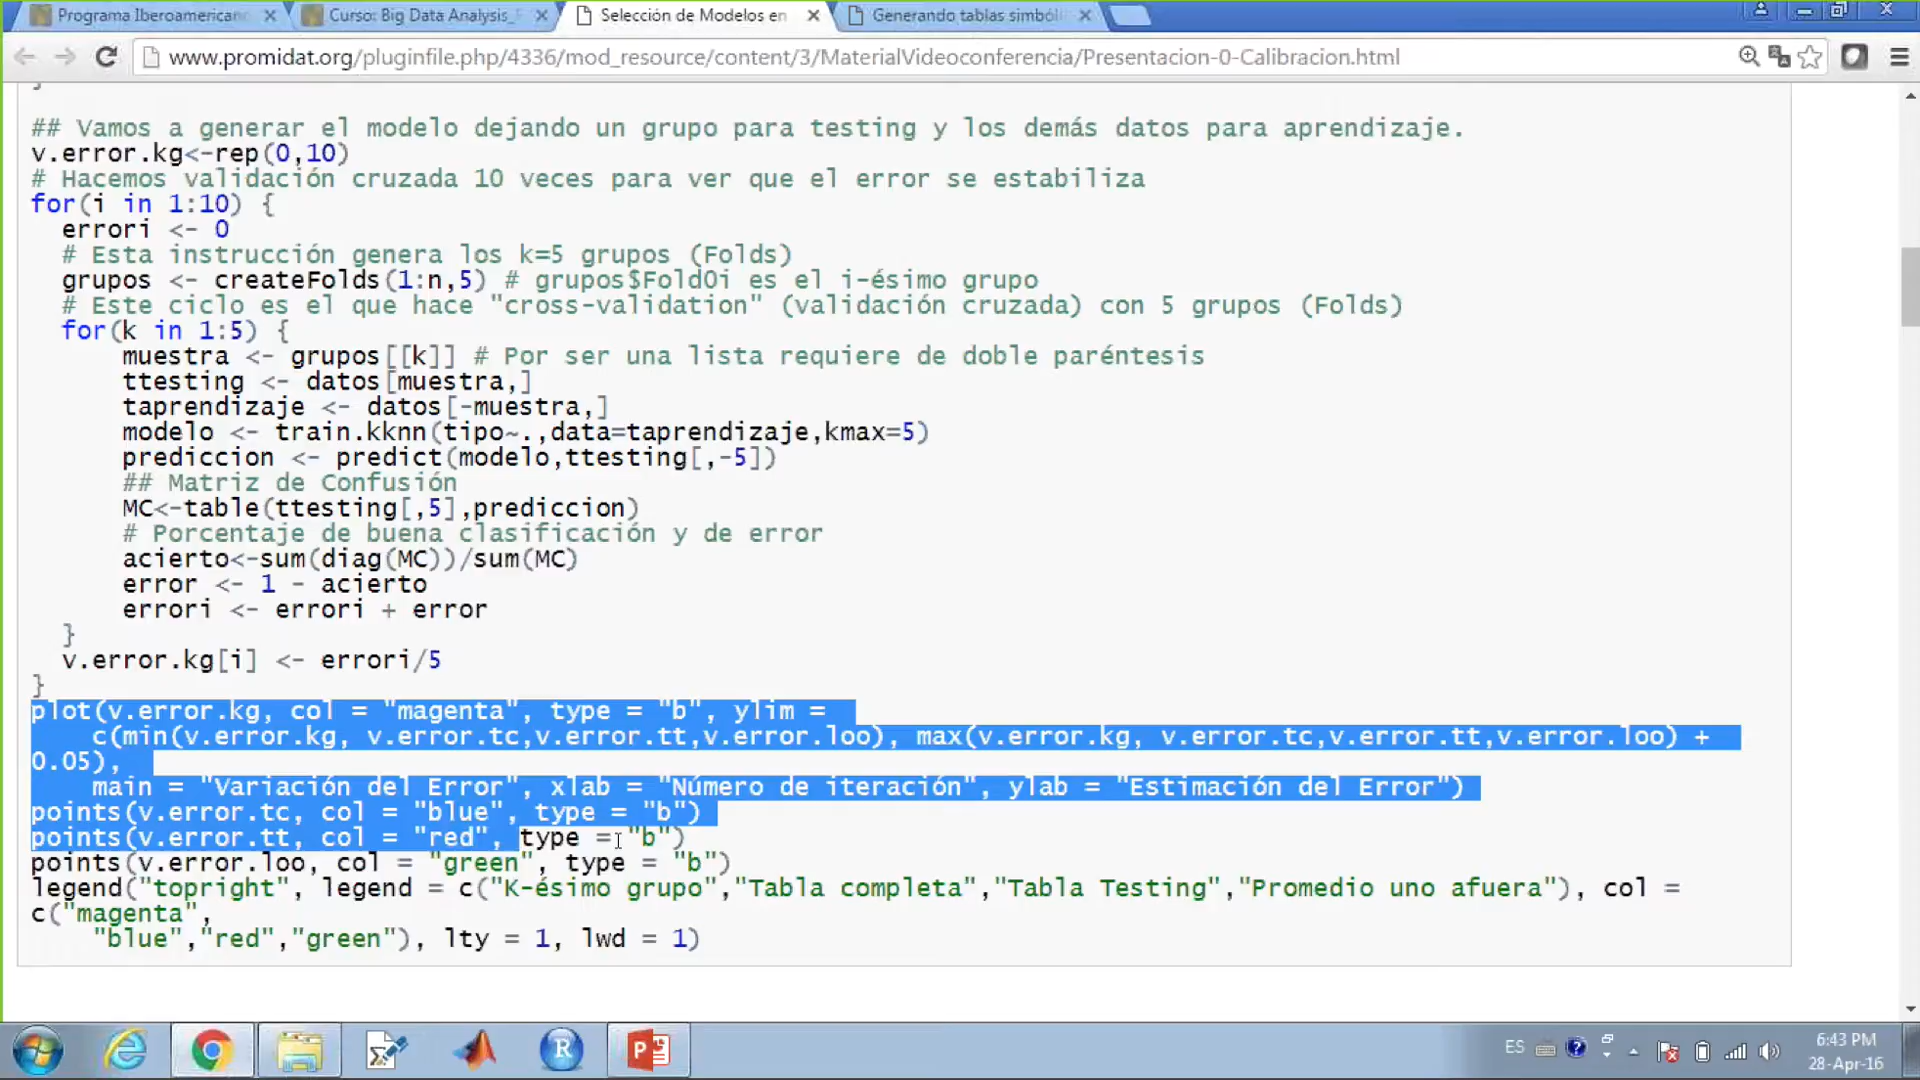 Programa Iberoamerican
Curso: Big Data Analysis_
Selección de Modelos en
Generando tablas simból
www.promidat.org/pluginfile.php/4336/mod_resource/content/3/MaterialVideoconferencia/Presentacion-0-Calibracion.html
}
## Vamos a generar el modelo dejando un grupo para testing y los demás datos para aprendizaje.
v.error.kg<-rep(0,10)
# Hacemos validación cruzada 10 veces para ver que el error se estabiliza
for(i in 1:10) {
errori <- 0
# Esta instrucción genera los k=5 grupos (Folds)
grupos <- createFolds(1:n,5) # grupos$Fold0i es el i-ésimo grupo
# Este ciclo es el que hace "cross-validation" (validación cruzada) con 5 grupos (Folds)
for(k in 1:5) {
muestra <- grupos[[k]] # Por ser una lista requiere de doble paréntesis
ttesting <- datos[muestra,]
taprendizaje <- datos[-muestra,]
modelo <- train.kknn(tipo~.,data=taprendizaje,kmax=5)
prediccion <- predict(modelo,ttesting[,-5])
## Matriz de Confusión
MC<-table(ttesting[,5],prediccion)
# Porcentaje de buena clasificación y de error
acierto<-sum(diag(MC))/sum(MC)
error <- 1 - acierto
errori <- errori + error
}
v.error.kg[i] <- errori/5
}
plot(v.error.kg, col = "magenta", type = "b", ylim =
c(min(v.error.kg, v.error.tc,v.error.tt,v.error.loo), max(v.error.kg, v.error.tc,v.error.tt,v.error.loo) +
0.05),
main = "Variación del Error", xlab = "Número de iteración", ylab = "Estimación del Error")
points(v.error.tc, col = "blue", type = "b")
points(v.error.tt, col = "red", type = "b")
points(v.error.loo, col = "green", type = "b")
legend("topright", legend = c("K-ésimo grupo","Tabla completa","Tabla Testing","Promedio uno afuera"), col =
c("magenta",
"blue","red","green"), lty = 1, lwd = 1)
ES
6:43 PM
28-Apr-16